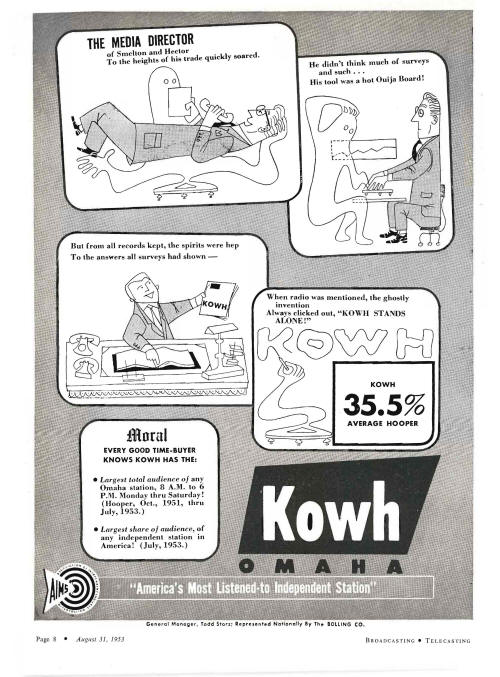 THE MEDIA DIRECTOR
of Smelton and Hector
To the heights of his trade quickly soared.
He didn't think much of surveys
and such . . .
His tool was a hot Ouija Board!
But from all records kept, the spirits were hep
To the answers all surveys had shown —
KOWH
When radio was mentioned, the ghostly
invention
Always clicked out, "KOWH STANDS
ALONE!"
KOWH
KOWH
35.5%
AVERAGE HOOPER
Moral
EVERY GOOD TIME-BUYER
KNOWS KOWH HAS THE:
• Largest total audience of any
Omaha station, 8 A.M. to 6
P.M. Monday thru Saturday!
(Hooper, Oct., 1951, thru
July, 1953.)
• Largest share of audience, of
any independent station in
America! (July, 1953.)
Kowh
OMAHA
AIMS
"America's Most Listened-to Independent Station"
General Manager, Todd Storz; Represented Nationally By The BOLLING CO.
Page 8 • August 31, 1953
BROADCASTING • TELECASTING